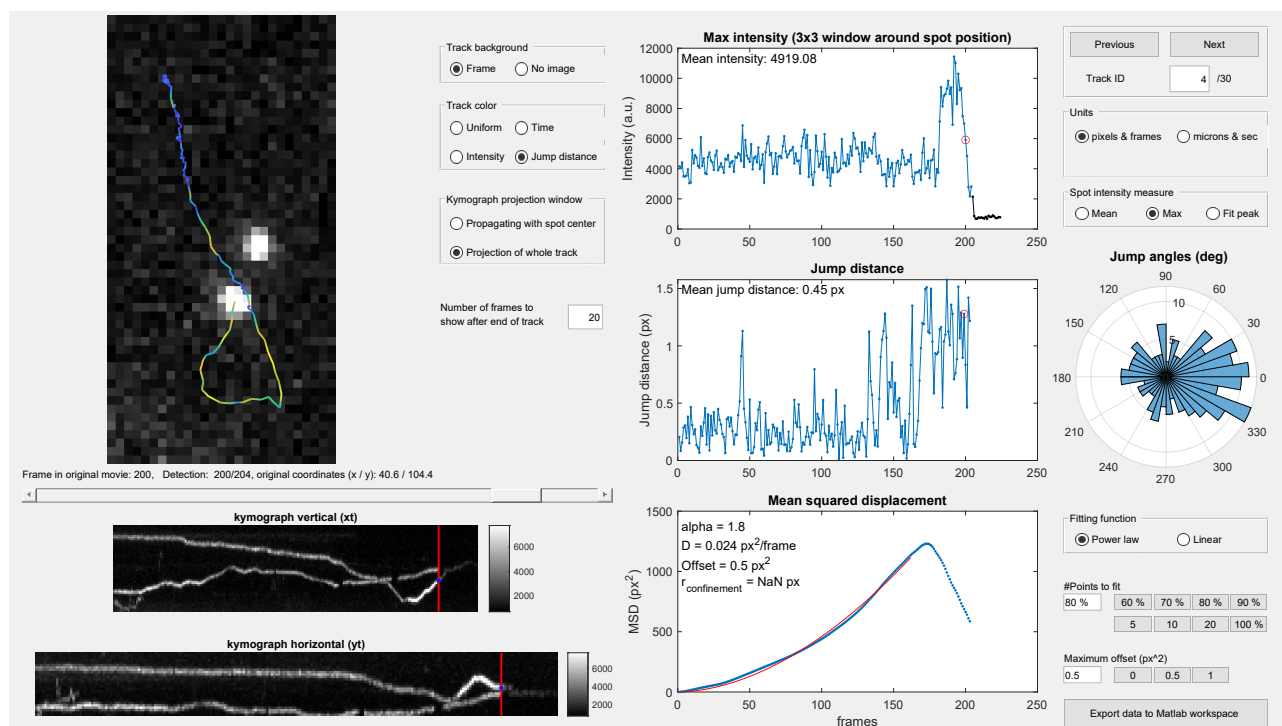 Track background
Frame
No image
Track color
Uniform
Time
Intensity
Jump distance
Kymograph projection window
Propagating with spot center
Projection of whole track
Number of frames to
show after end of track
20
Frame in original movie: 200, Detection: 200/204, original coordinates (x / y): 40.6 / 104.4
kymograph vertical (xt)
6000
4000
2000
kymograph horizontal (yt)
6000
4000
2000
Max intensity (3x3 window around spot position)
Mean intensity: 4919.08
Intensity (a.u.)
12000
10000
8000
6000
4000
2000
0
0 50 100 150 200 250
Jump distance
Mean jump distance: 0.45 px
Jump distance (px)
1.5
1
0.5
0
0 50 100 150 200 250
Mean squared displacement
alpha = 1.8
D = 0.024 px²/frame
Offset = 0.5 px²
r_confinement = NaN px
MSD (px²)
1500
1000
500
0
0 50 100 150 200 250
frames
Previous
Next
Track ID
4
/30
Units
pixels & frames
microns & sec
Spot intensity measure
Mean
Max
Fit peak
Jump angles (deg)
90
120 60
150 30
180 0
210 330
240 300
270
10
5
Fitting function
Power law
Linear
#Points to fit
80 %
60 % 70 % 80 % 90 %
5 10 20 100 %
Maximum offset (px^2)
0.5
0 0.5 1
Export data to Matlab workspace